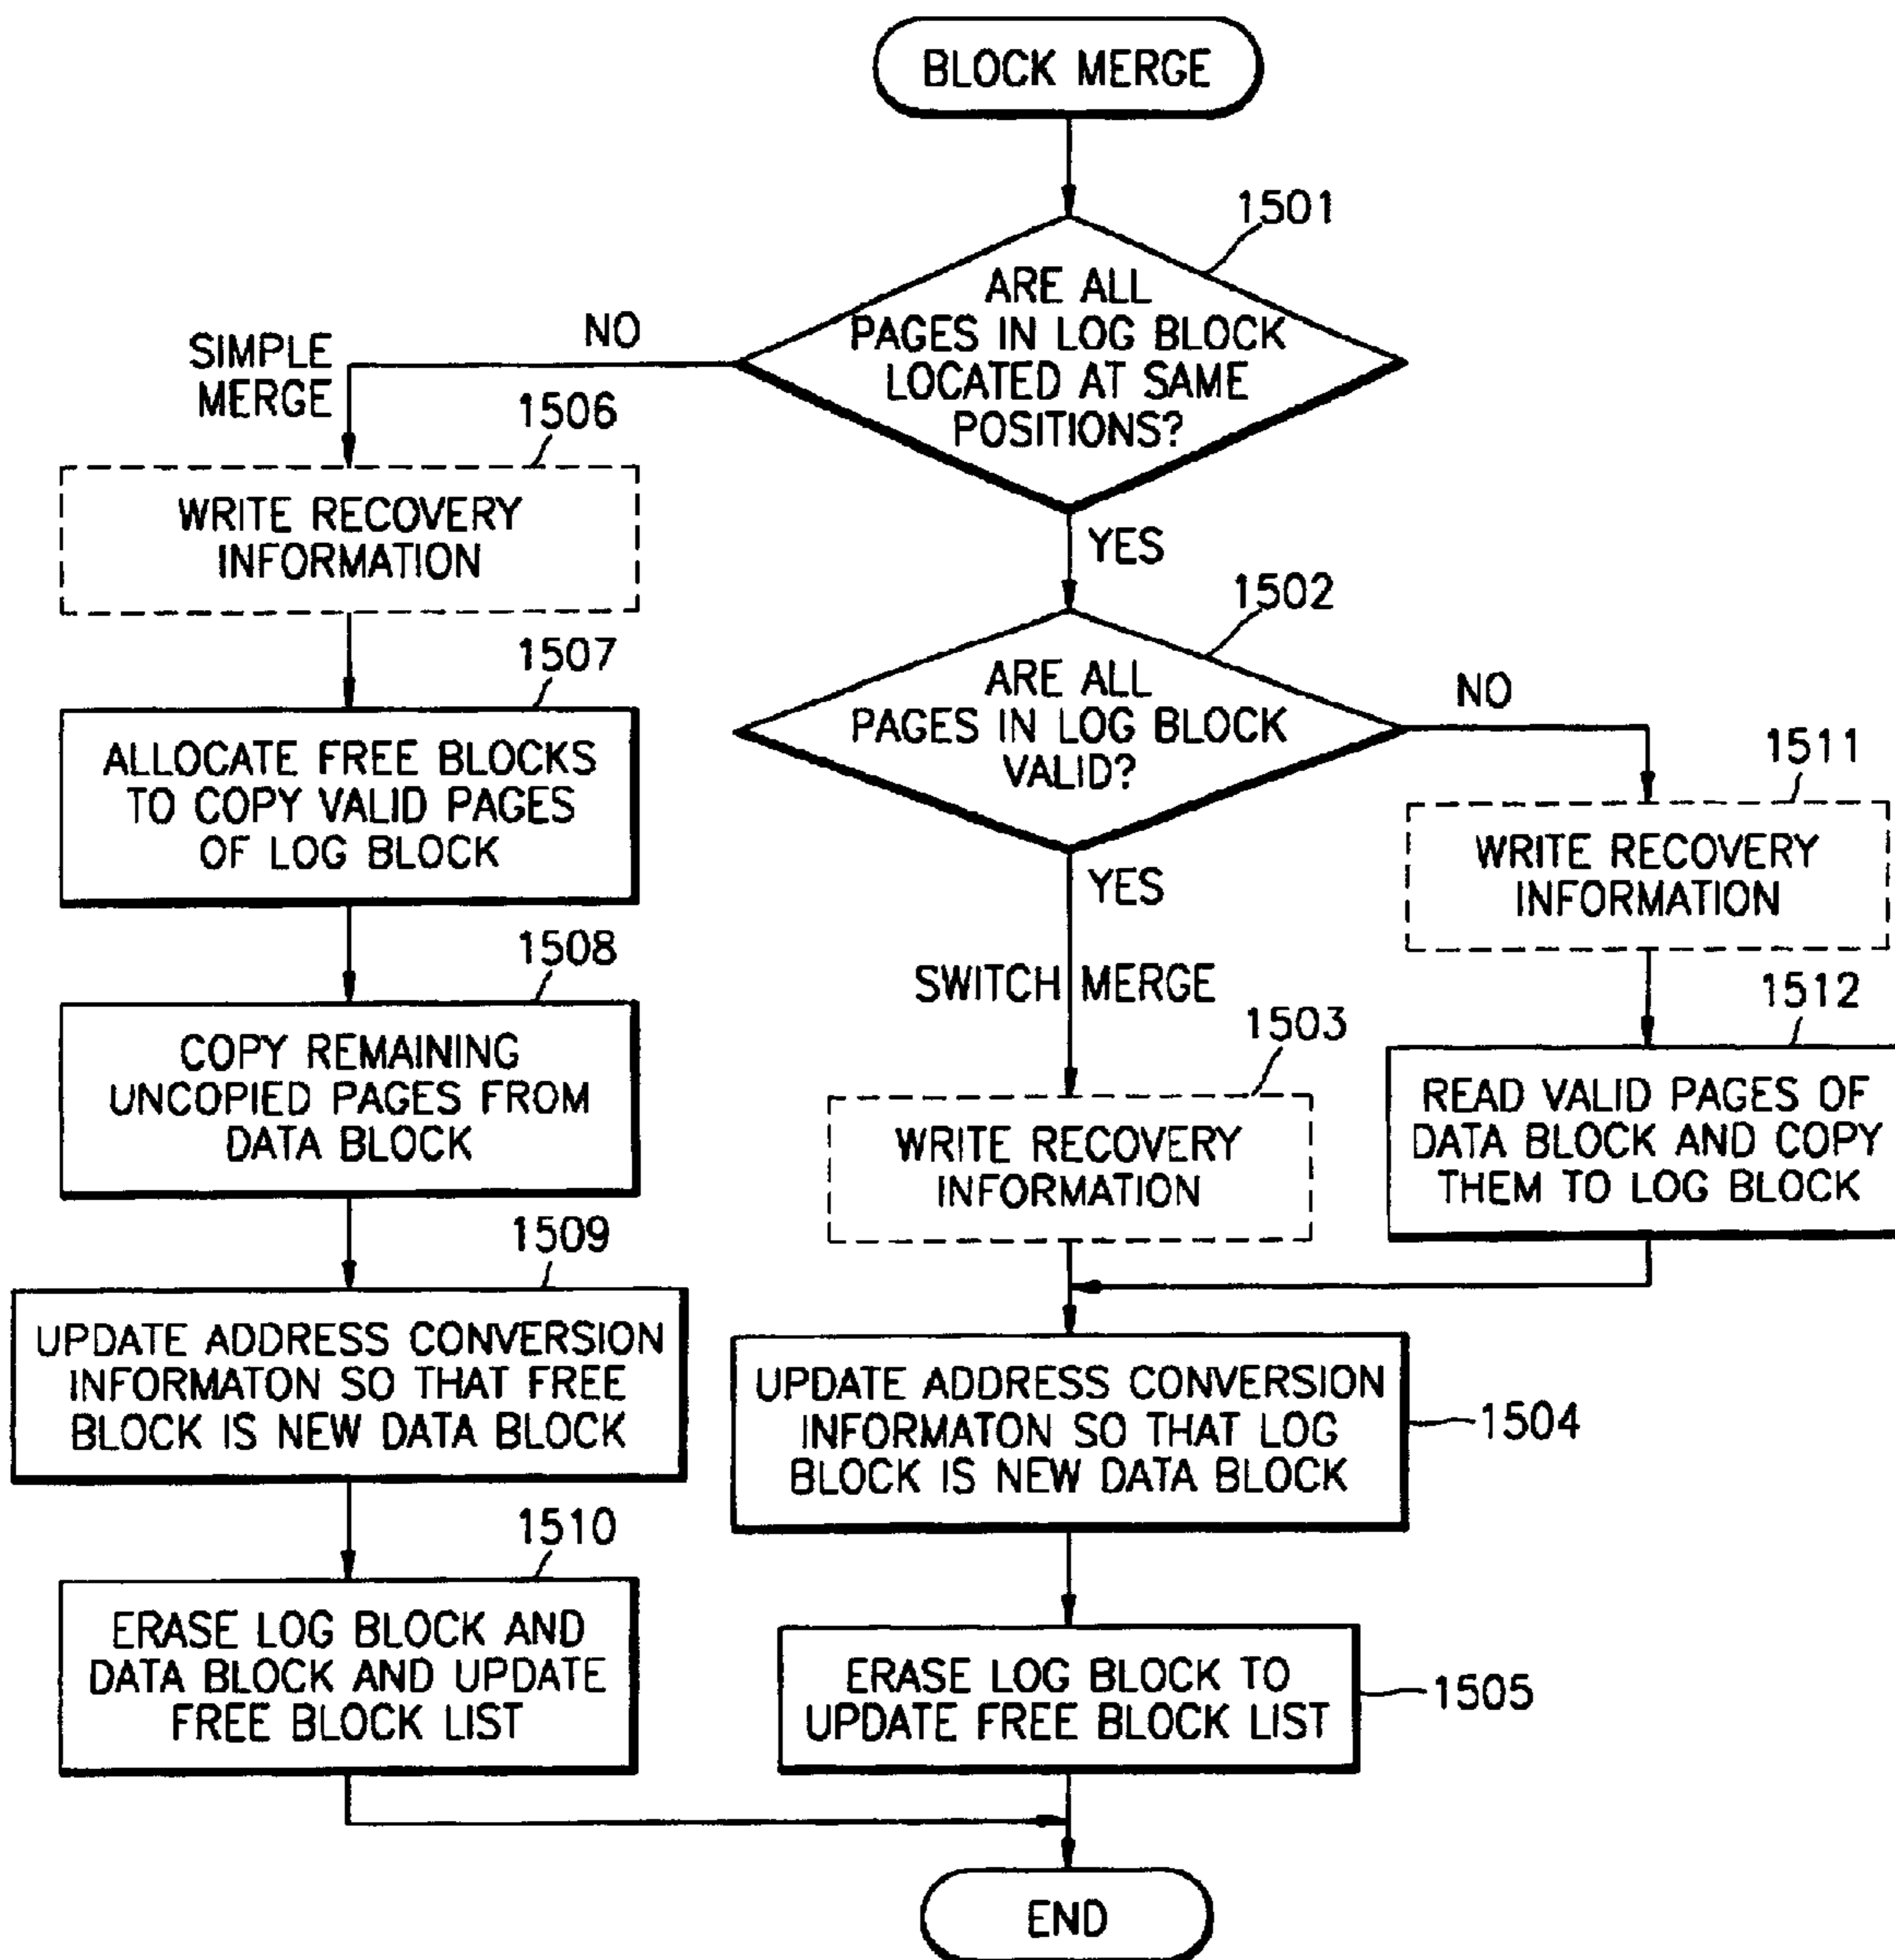 BLOCK MERGE
1501
ARE ALL
PAGES IN LOG BLOCK
LOCATED AT SAME
POSITIONS?
NO
SIMPLE
MERGE
YES
1506
WRITE RECOVERY
INFORMATION
1507
ALLOCATE FREE BLOCKS
TO COPY VALID PAGES
OF LOG BLOCK
1508
COPY REMAINING
UNCOPIED PAGES FROM
DATA BLOCK
1509
UPDATE ADDRESS CONVERSION
INFORMATON SO THAT FREE
BLOCK IS NEW DATA BLOCK
1510
ERASE LOG BLOCK AND
DATA BLOCK AND UPDATE
FREE BLOCK LIST
1502
ARE ALL
PAGES IN LOG BLOCK
VALID?
NO
YES
SWITCH MERGE
1503
WRITE RECOVERY
INFORMATION
1511
WRITE RECOVERY
INFORMATION
1512
READ VALID PAGES OF
DATA BLOCK AND COPY
THEM TO LOG BLOCK
UPDATE ADDRESS CONVERSION
INFORMATON SO THAT LOG
BLOCK IS NEW DATA BLOCK
1504
ERASE LOG BLOCK TO
UPDATE FREE BLOCK LIST
1505
END